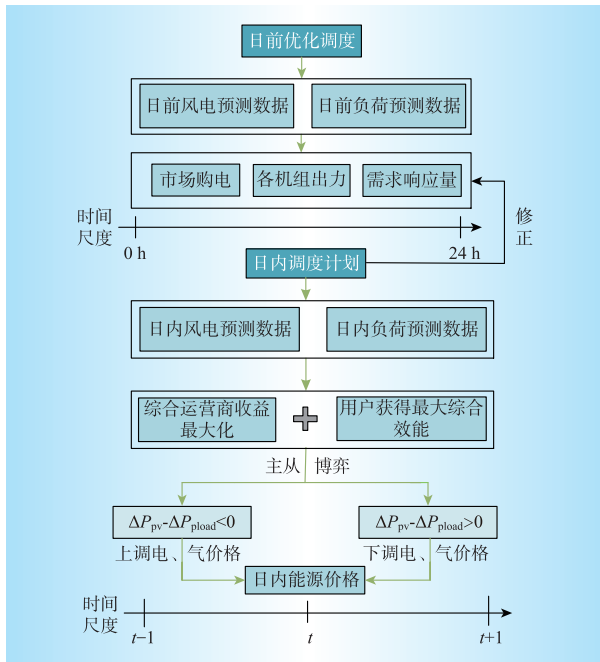 日前优化调度
日前风电预测数据
日前负荷预测数据
市场购电
各机组出力
需求响应量
时间
尺度
0 h
24 h
修
正
日内调度计划
日内风电预测数据
日内负荷预测数据
综合运营商收益
最大化
用户获得最大综合
效能
主从
博弈
ΔPpv-ΔPpload<0
ΔPpv-ΔPpload>0
上调电、气价格
下调电、气价格
日内能源价格
时间
尺度
t−1
t
t+1